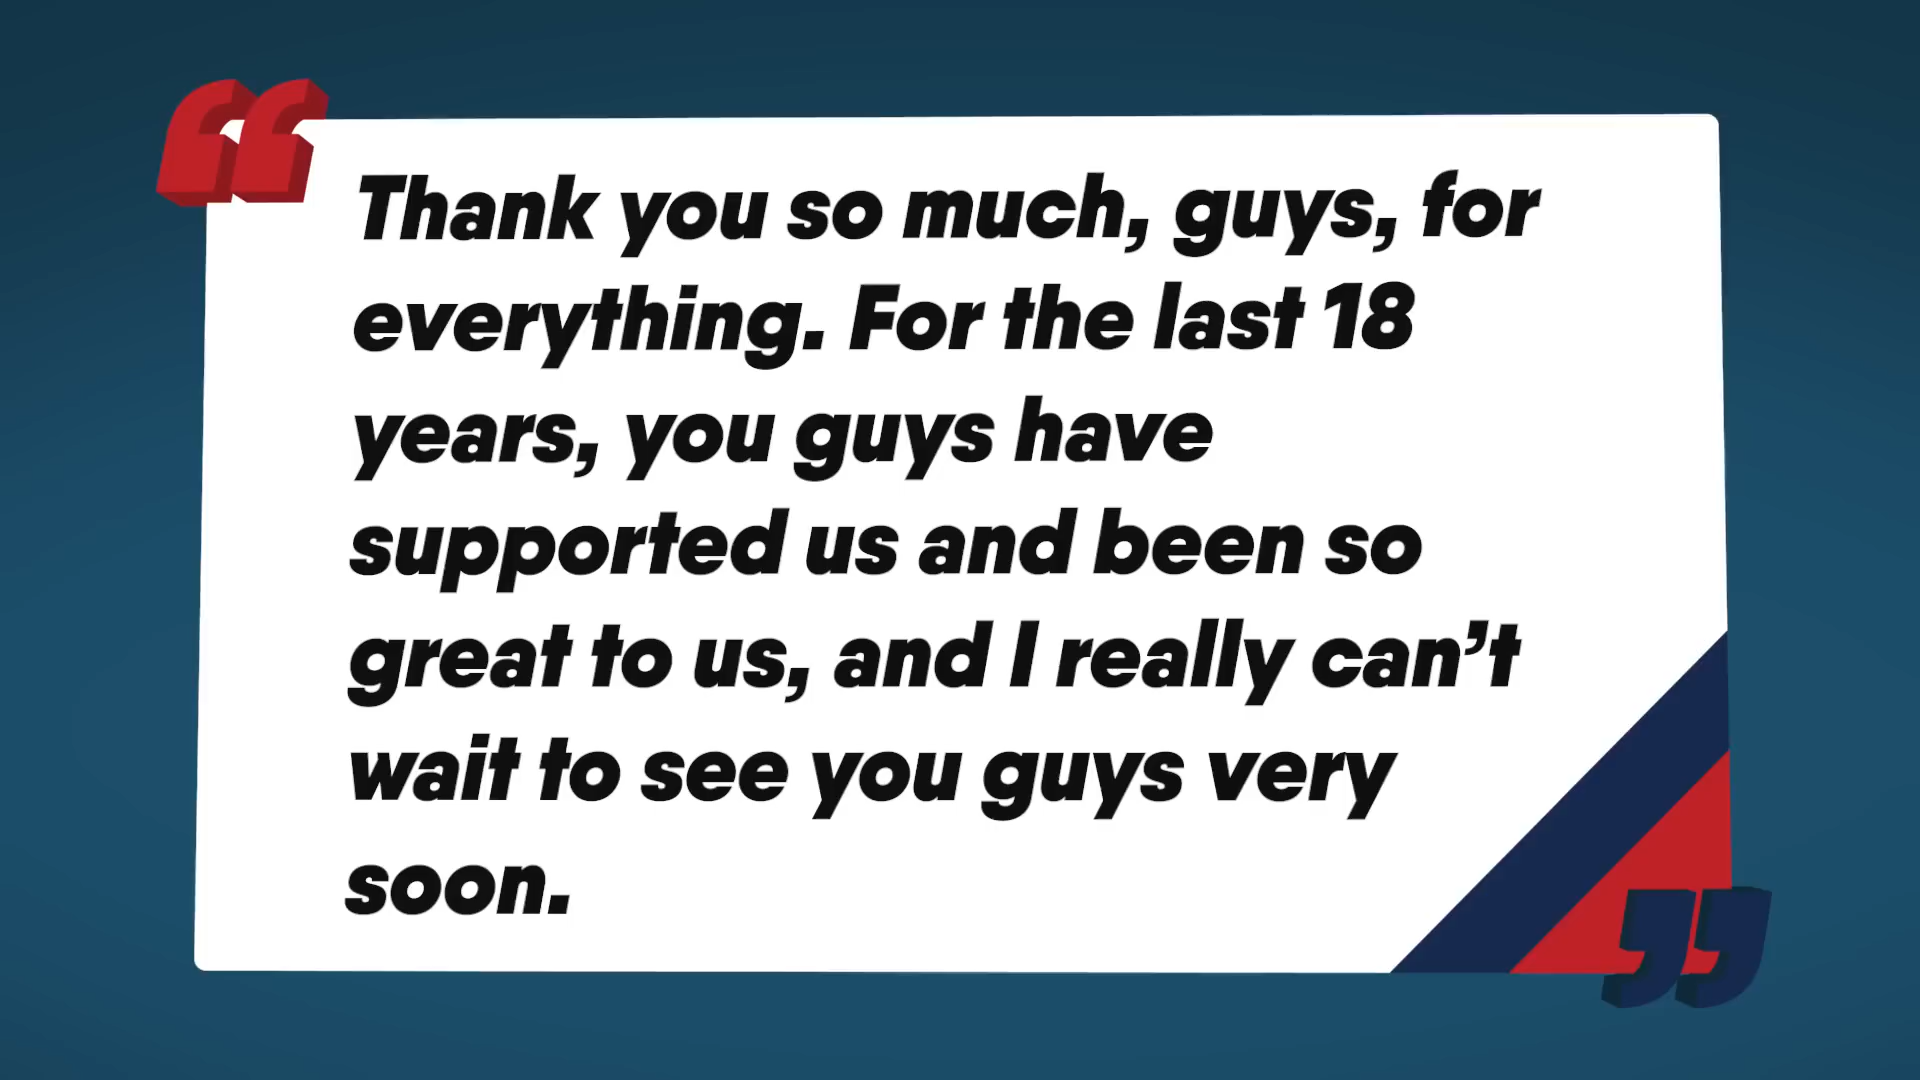 Thank you so much, guys, for
everything. For the last 18
years, you guys have
supported us and been so
great to us, and I really can’t
wait to see you guys very
soon.